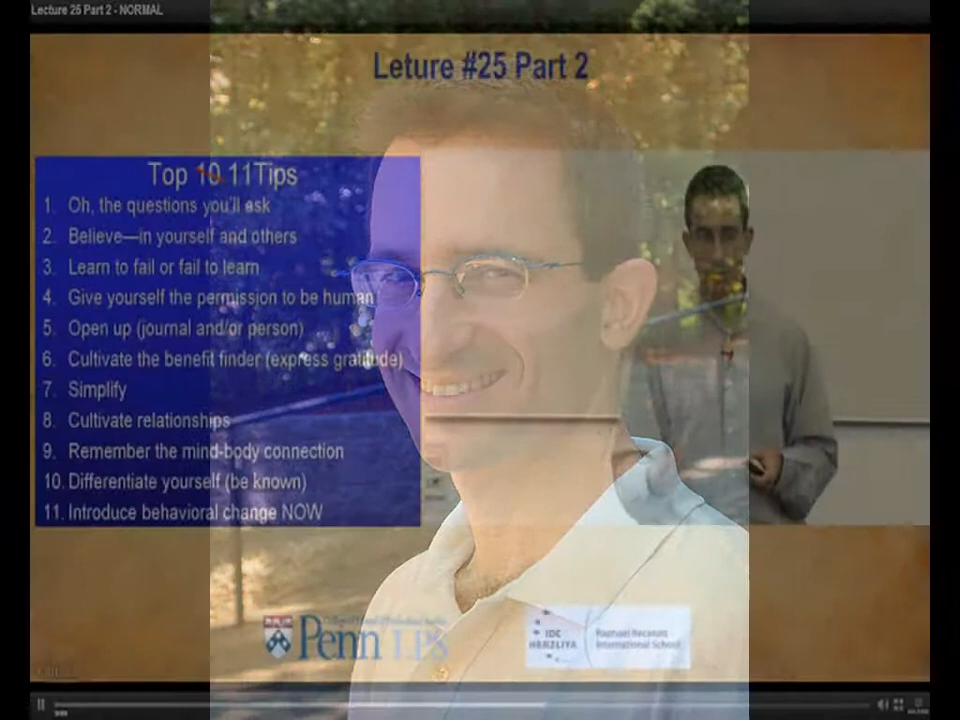 Lecture 25 Part 2 - NORMAL
Leture #25 Part 2
Top 10 11Tips
1. Oh, the questions you'll ask
2. Believe—in yourself and others
3. Learn to fail or fail to learn
4. Give yourself the permission to be human
5. Open up (journal and/or person)
6. Cultivate the benefit finder (express gratitude)
7. Simplify
8. Cultivate relationships
9. Remember the mind-body connection
10. Differentiate yourself (be known)
11. Introduce behavioral change NOW
Penn LPS
IDC
HERZLIYA
Raphael Recanati
International School